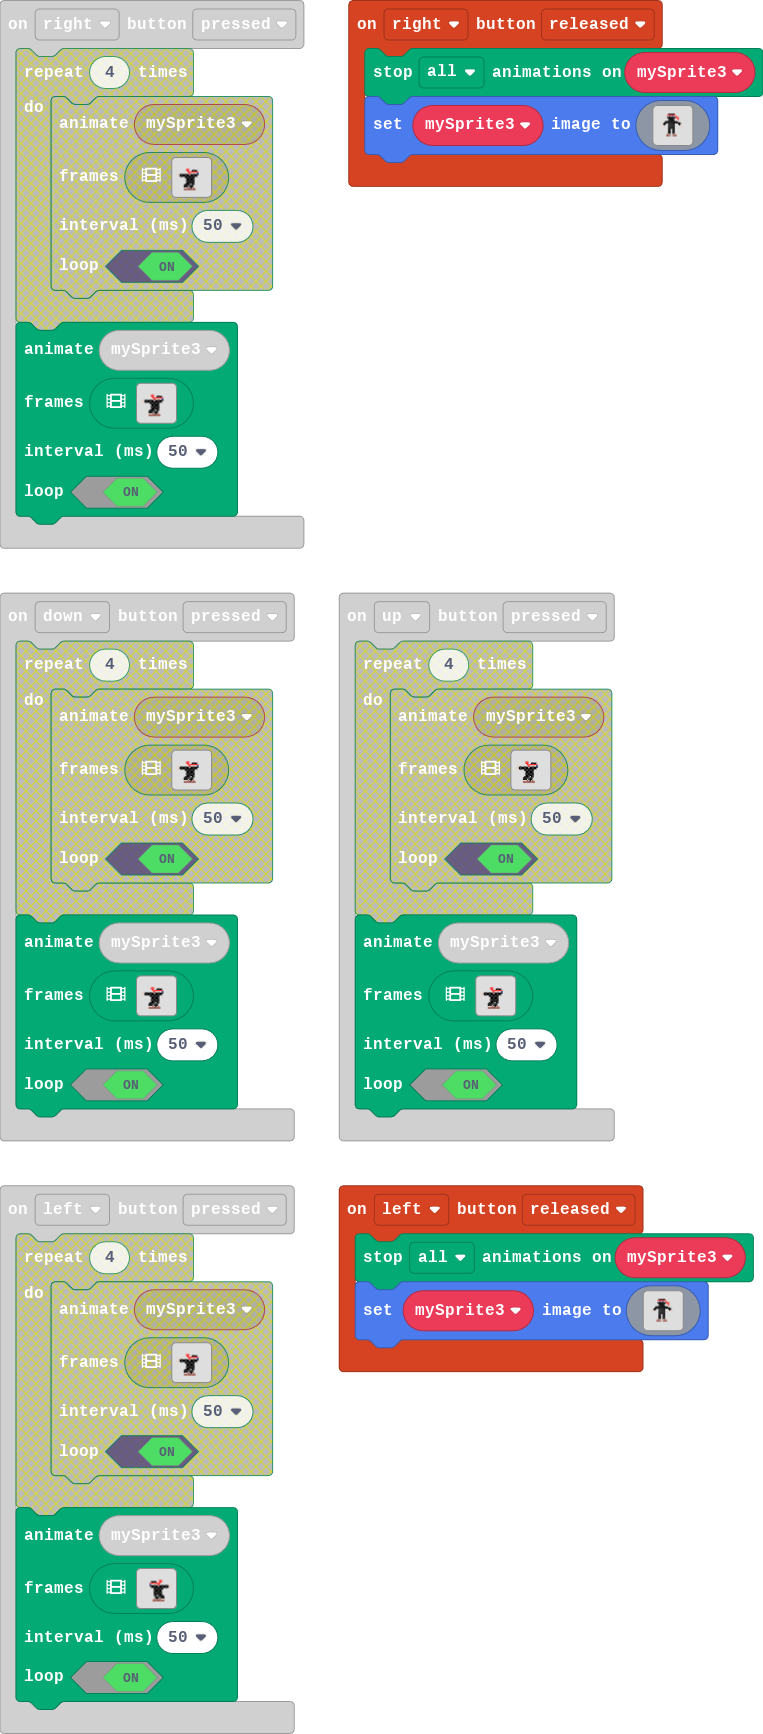 on right button pressed
repeat 4 times
do
animate mySprite3
frames
interval (ms) 50
loop ON
animate mySprite3
frames
interval (ms) 50
loop ON
on right button released
stop all animations on mySprite3
set mySprite3 image to
on down button pressed
repeat 4 times
do
animate mySprite3
frames
interval (ms) 50
loop ON
animate mySprite3
frames
interval (ms) 50
loop ON
on up button pressed
repeat 4 times
do
animate mySprite3
frames
interval (ms) 50
loop ON
animate mySprite3
frames
interval (ms) 50
loop ON
on left button pressed
repeat 4 times
do
animate mySprite3
frames
interval (ms) 50
loop ON
animate mySprite3
frames
interval (ms) 50
loop ON
on left button released
stop all animations on mySprite3
set mySprite3 image to